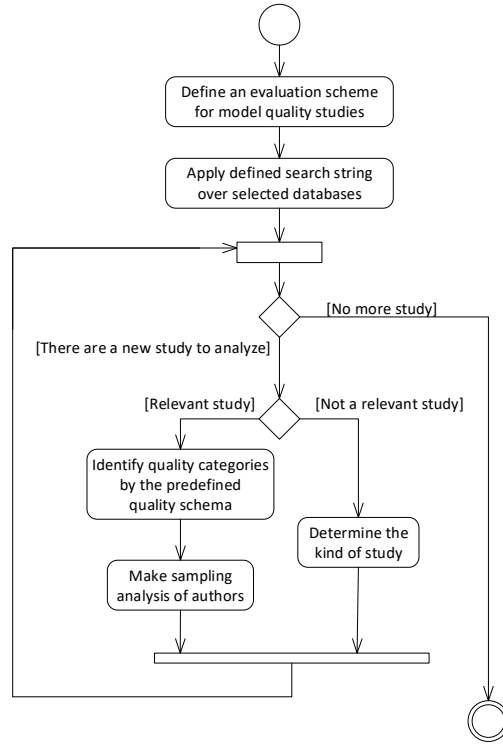 Define an evaluation scheme
for model quality studies
Apply defined search string
over selected databases
[No more study]
[There are a new study to analyze]
[Relevant study]
[Not a relevant study]
Identify quality categories
by the predefined
quality schema
Determine the
kind of study
Make sampling
analysis of authors